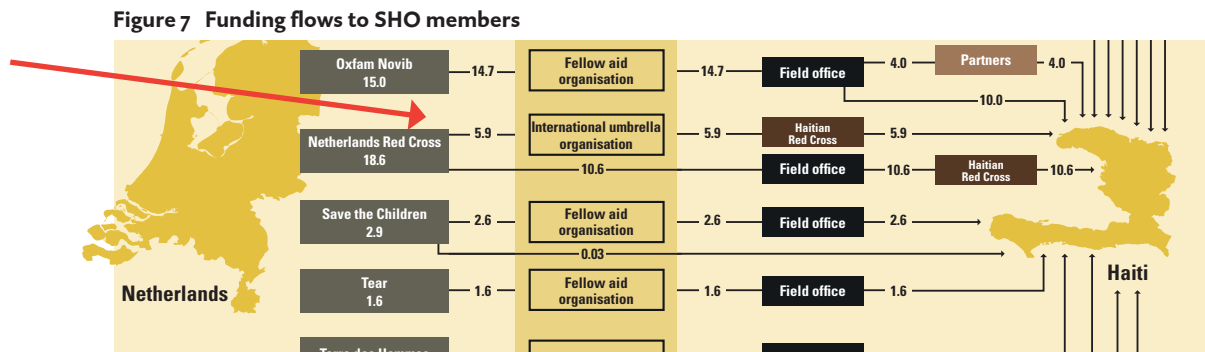 Figure 7 Funding flows to SHO members
Oxfam Novib
15.0
14.7
Fellow aid
organisation
14.7
Field office
4.0
Partners
4.0
10.0
Netherlands Red Cross
18.6
5.9
International umbrella
organisation
5.9
Haitian
Red Cross
5.9
10.6
Field office
10.6
Haitian
Red Cross
10.6
Save the Children
2.9
2.6
Fellow aid
organisation
2.6
Field office
2.6
0.03
Netherlands
Haiti
Tear
1.6
1.6
Fellow aid
organisation
1.6
Field office
1.6
Terre des Hommes